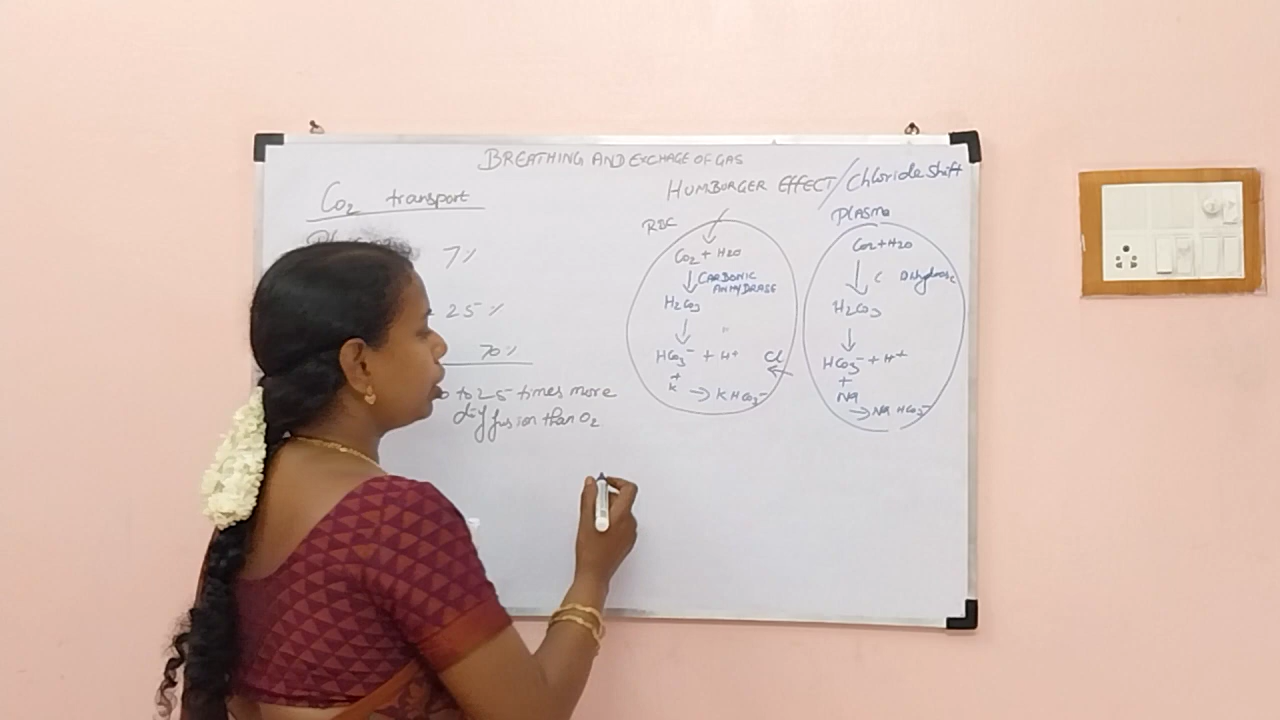 BREATHING AND EXCHAGE OF GAS
CO2 transport
7%
25%
70%
to 25 times more
diffusion than O2
HUMBORGER EFFECT/Chloride shift
RBC
CO2 + H2O
CARBONIC
ANHYDRASE
H2CO3
HCO3- + H+
Cl
+
K → KHCO3-
PLASMA
CO2+H2O
C
H2CO3
HCO3- + H+
+
Na
→ Na HCO3-